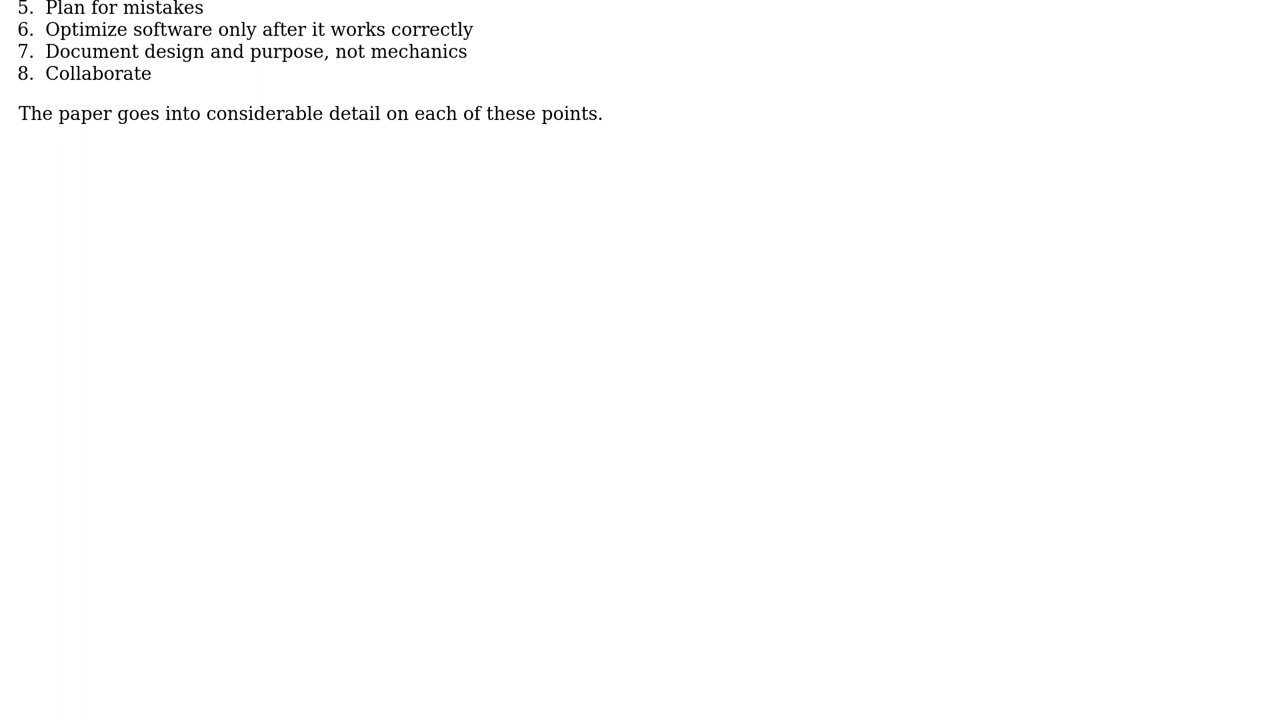 5. Plan for mistakes
6. Optimize software only after it works correctly
7. Document design and purpose, not mechanics
8. Collaborate
The paper goes into considerable detail on each of these points.